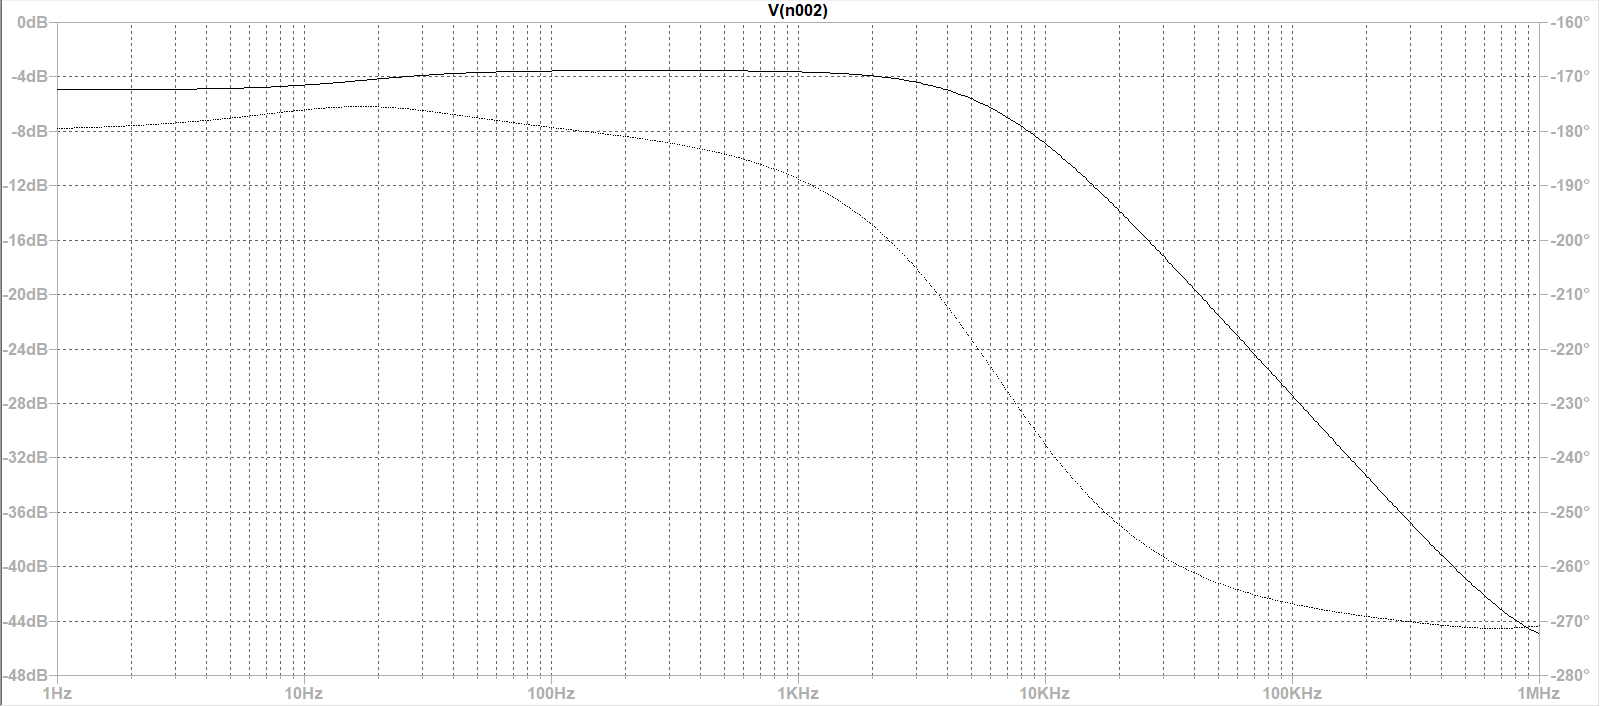 V(n002)
0dB
-4dB
-8dB
-12dB
-16dB
-20dB
-24dB
-28dB
-32dB
-36dB
-40dB
-44dB
-48dB
-160°
-170°
-180°
-190°
-200°
-210°
-220°
-230°
-240°
-250°
-260°
-270°
-280°
1Hz 10Hz 100Hz 1KHz 10KHz 100KHz 1MHz